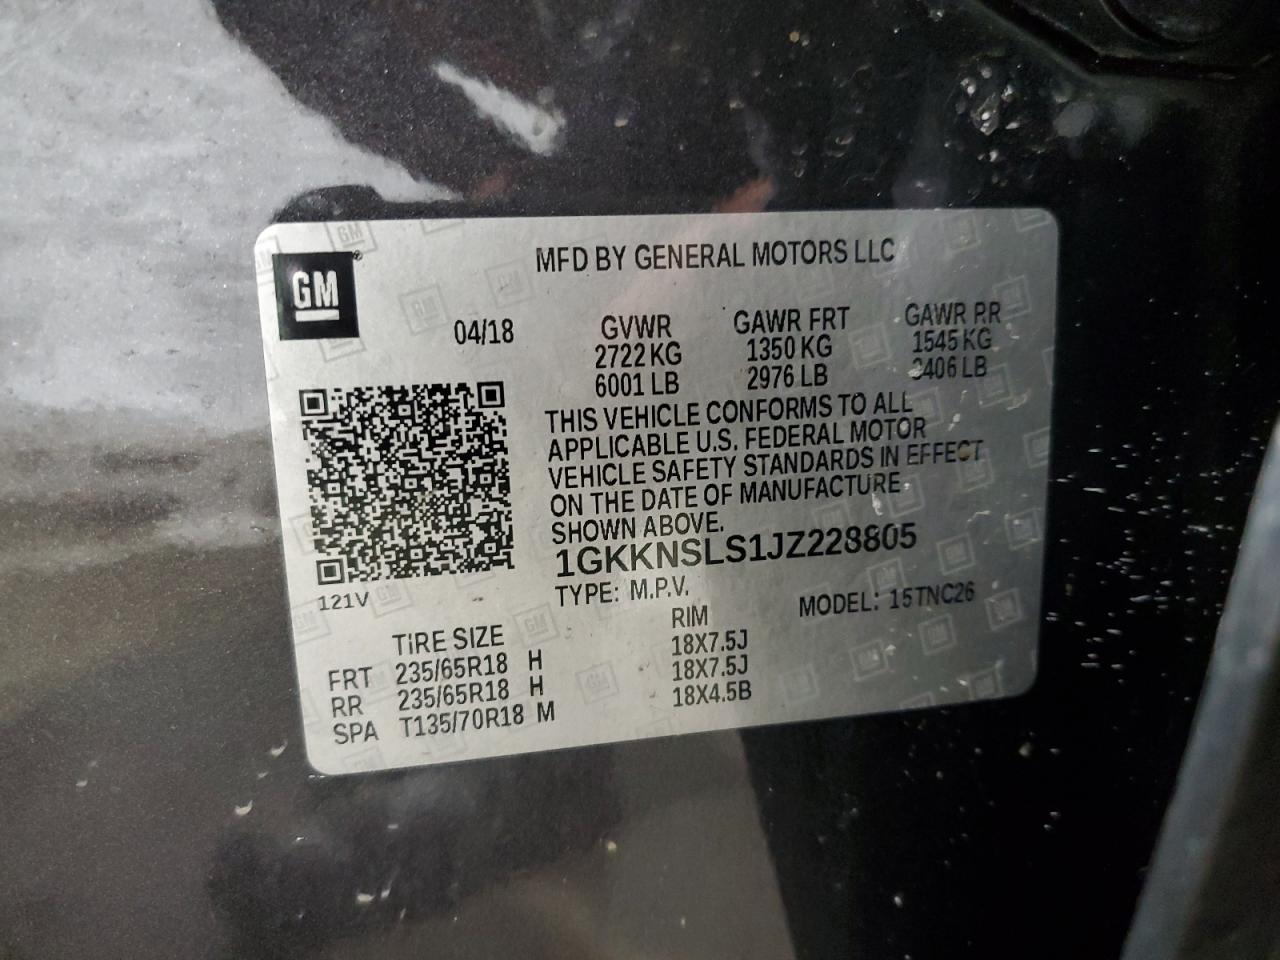 GM
MFD BY GENERAL MOTORS LLC
04/18
GVWR GAWR FRT GAWR RR
2722 KG 1350 KG 1545 KG
6001 LB 2976 LB 3406 LB
THIS VEHICLE CONFORMS TO ALL
APPLICABLE U.S. FEDERAL MOTOR
VEHICLE SAFETY STANDARDS IN EFFECT
ON THE DATE OF MANUFACTURE
SHOWN ABOVE.
1GKKNSLS1JZ228805
121V
TYPE: M.P.V. MODEL: 15TNC26
TIRE SIZE RIM
FRT 235/65R18 H 18X7.5J
RR 235/65R18 H 18X7.5J
SPA T135/70R18 M 18X4.5B